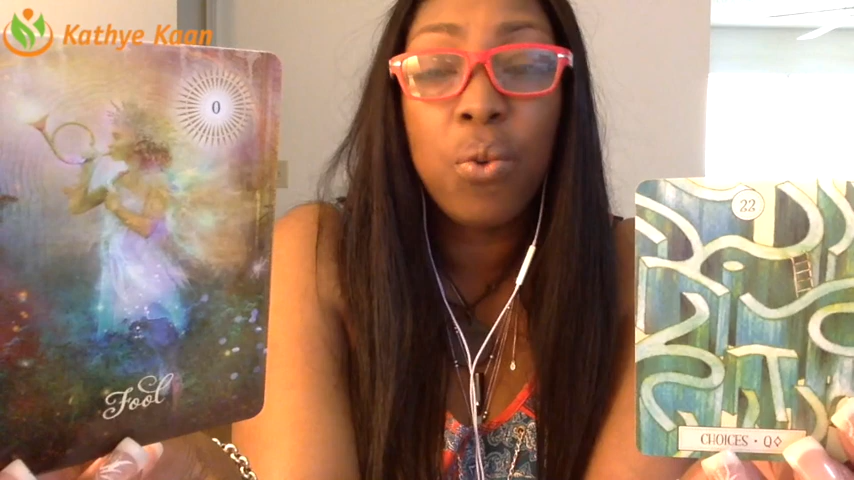 Kathye Kaan
0
Fool
22
CHOICES • Q◊